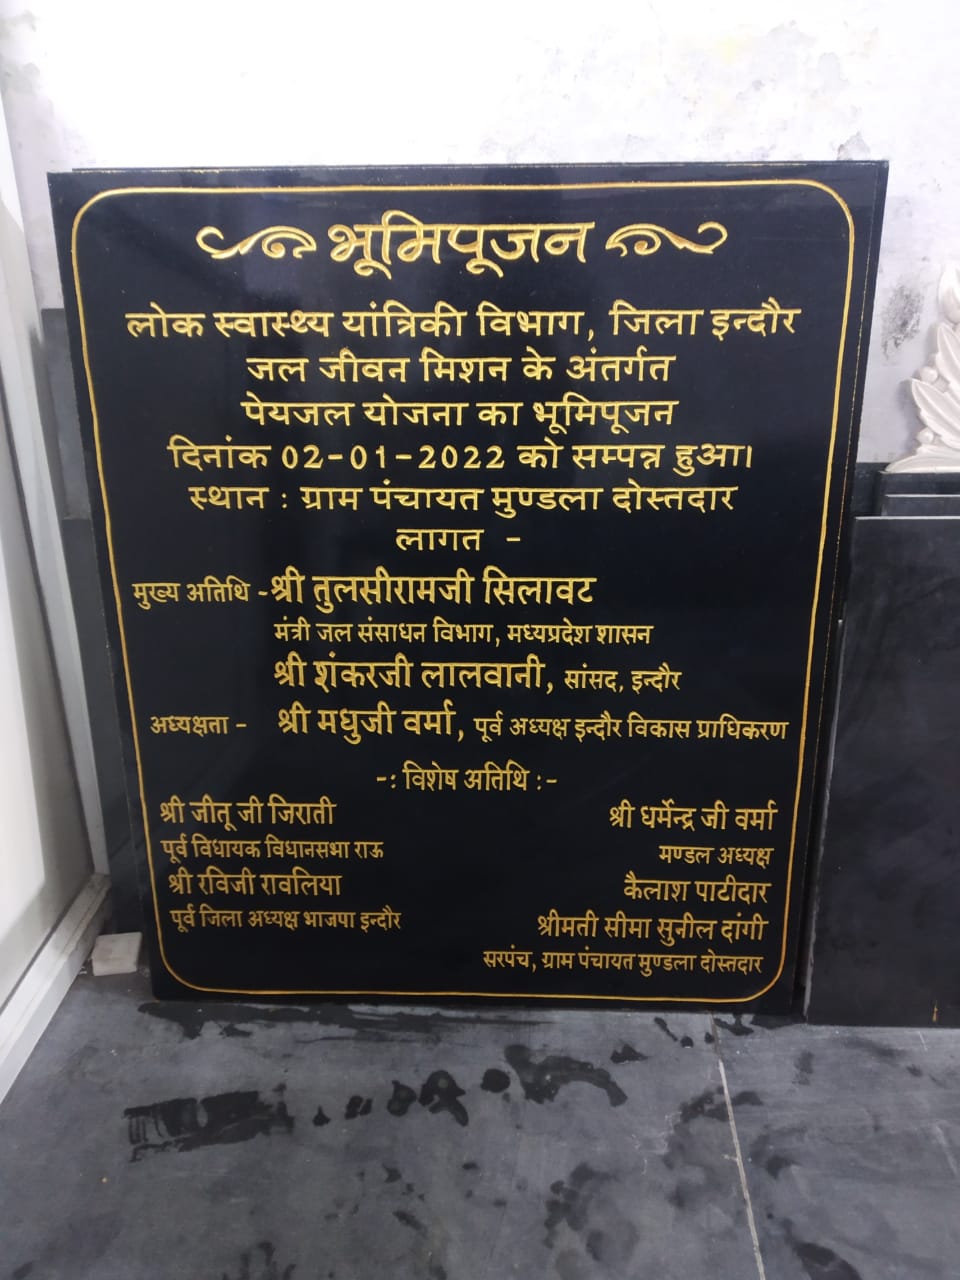 भूमिपूजन
लोक स्वास्थ्य यांत्रिकी विभाग, जिला इन्दौर
जल जीवन मिशन के अंतर्गत
पेयजल योजना का भूमिपूजन
दिनांक 02-01-2022 को सम्पन्न हुआ।
स्थान : ग्राम पंचायत मुण्डला दोस्तदार
लागत -
मुख्य अतिथि - श्री तुलसीरामजी सिलावट
मंत्री जल संसाधन विभाग, मध्यप्रदेश शासन
श्री शंकरजी लालवानी, सांसद, इन्दौर
अध्यक्षता - श्री मधुजी वर्मा, पूर्व अध्यक्ष इन्दौर विकास प्राधिकरण
-: विशेष अतिथि :-
श्री जीतू जी जिराती
पूर्व विधायक विधानसभा राऊ
श्री रविजी रावलिया
पूर्व जिला अध्यक्ष भाजपा इन्दौर
श्री धर्मेन्द्र जी वर्मा
मण्डल अध्यक्ष
कैलाश पाटीदार
श्रीमती सीमा सुनील दांगी
सरपंच, ग्राम पंचायत मुण्डला दोस्तदार